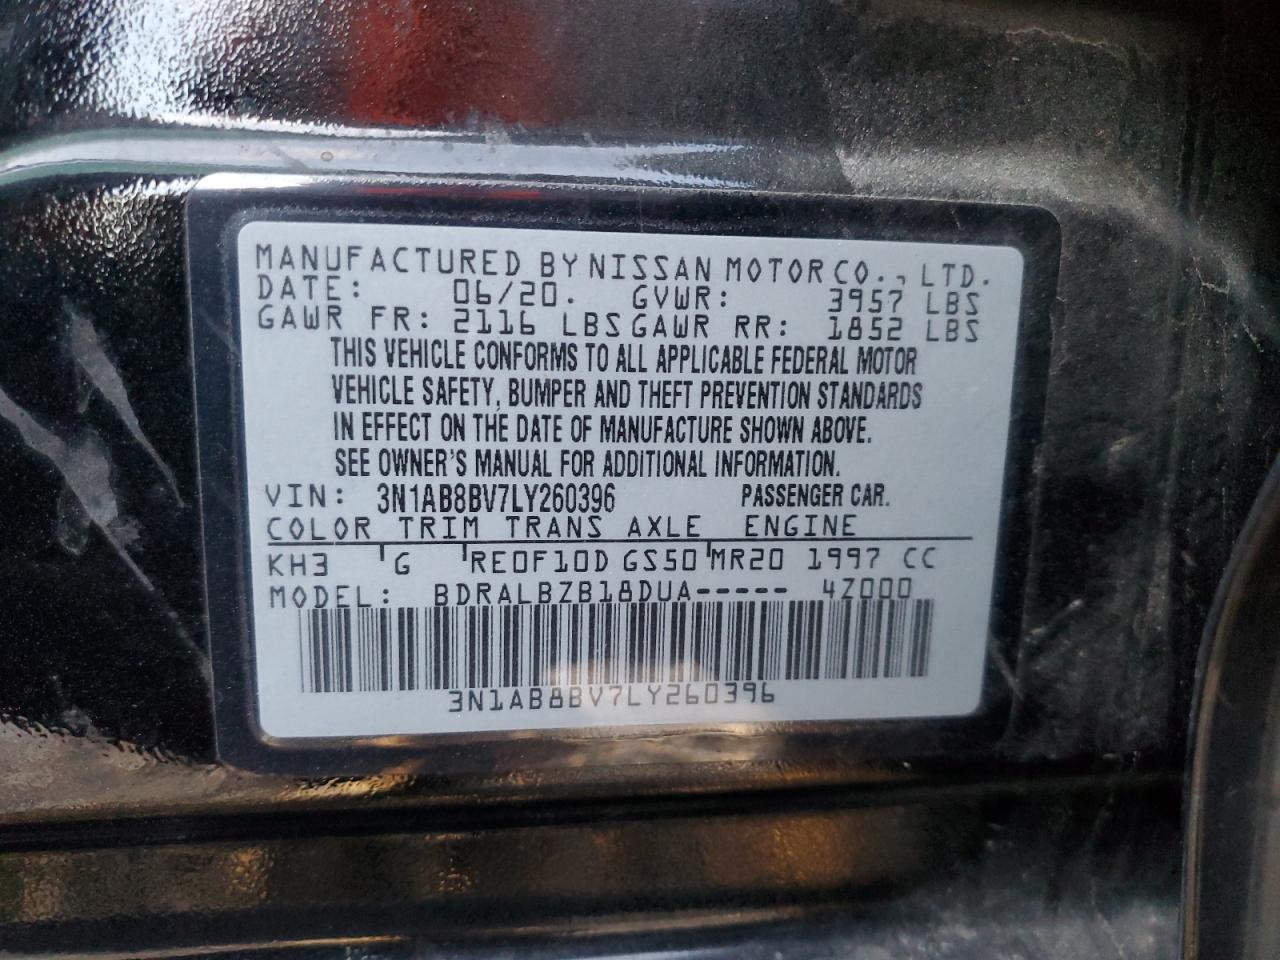 MANUFACTURED BY NISSAN MOTOR CO., LTD.
DATE: 06/20. GVWR: 3957 LBS
GAWR FR: 2116 LBS GAWR RR: 1852 LBS
THIS VEHICLE CONFORMS TO ALL APPLICABLE FEDERAL MOTOR
VEHICLE SAFETY, BUMPER AND THEFT PREVENTION STANDARDS
IN EFFECT ON THE DATE OF MANUFACTURE SHOWN ABOVE.
SEE OWNER'S MANUAL FOR ADDITIONAL INFORMATION.
VIN: 3N1AB8BV7LY260396 PASSENGER CAR.
COLOR TRIM TRANS AXLE ENGINE
KH3 G RE0F10D GS50 MR20 1997 CC
MODEL: BDRALBZB18DUA----- 4Z000
3N1AB8BV7LY260396